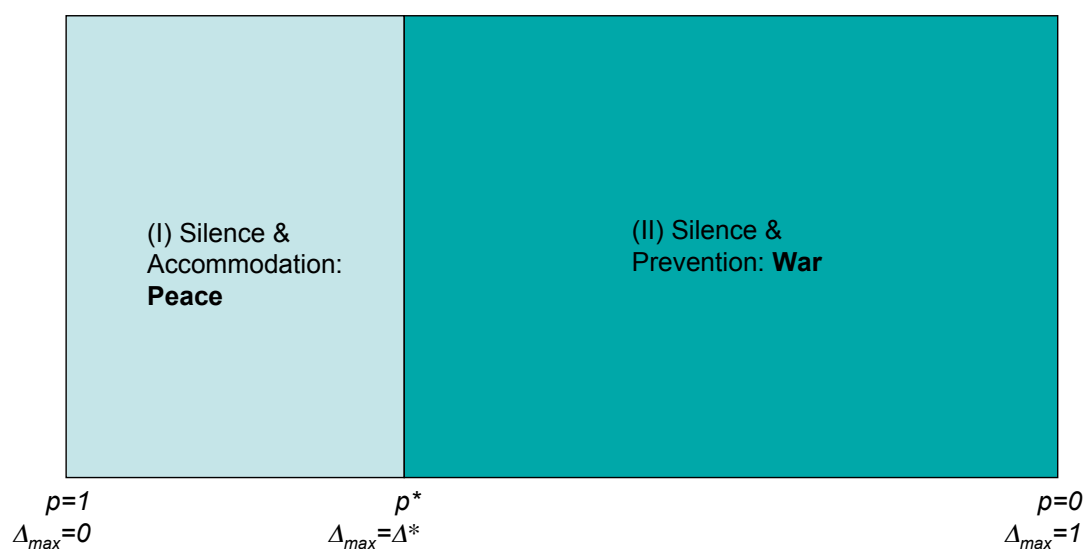 (I) Silence &
Accommodation:
Peace
(II) Silence &
Prevention: War
p=1
p*
p=0
Δmax=0
Δmax=Δ*
Δmax=1